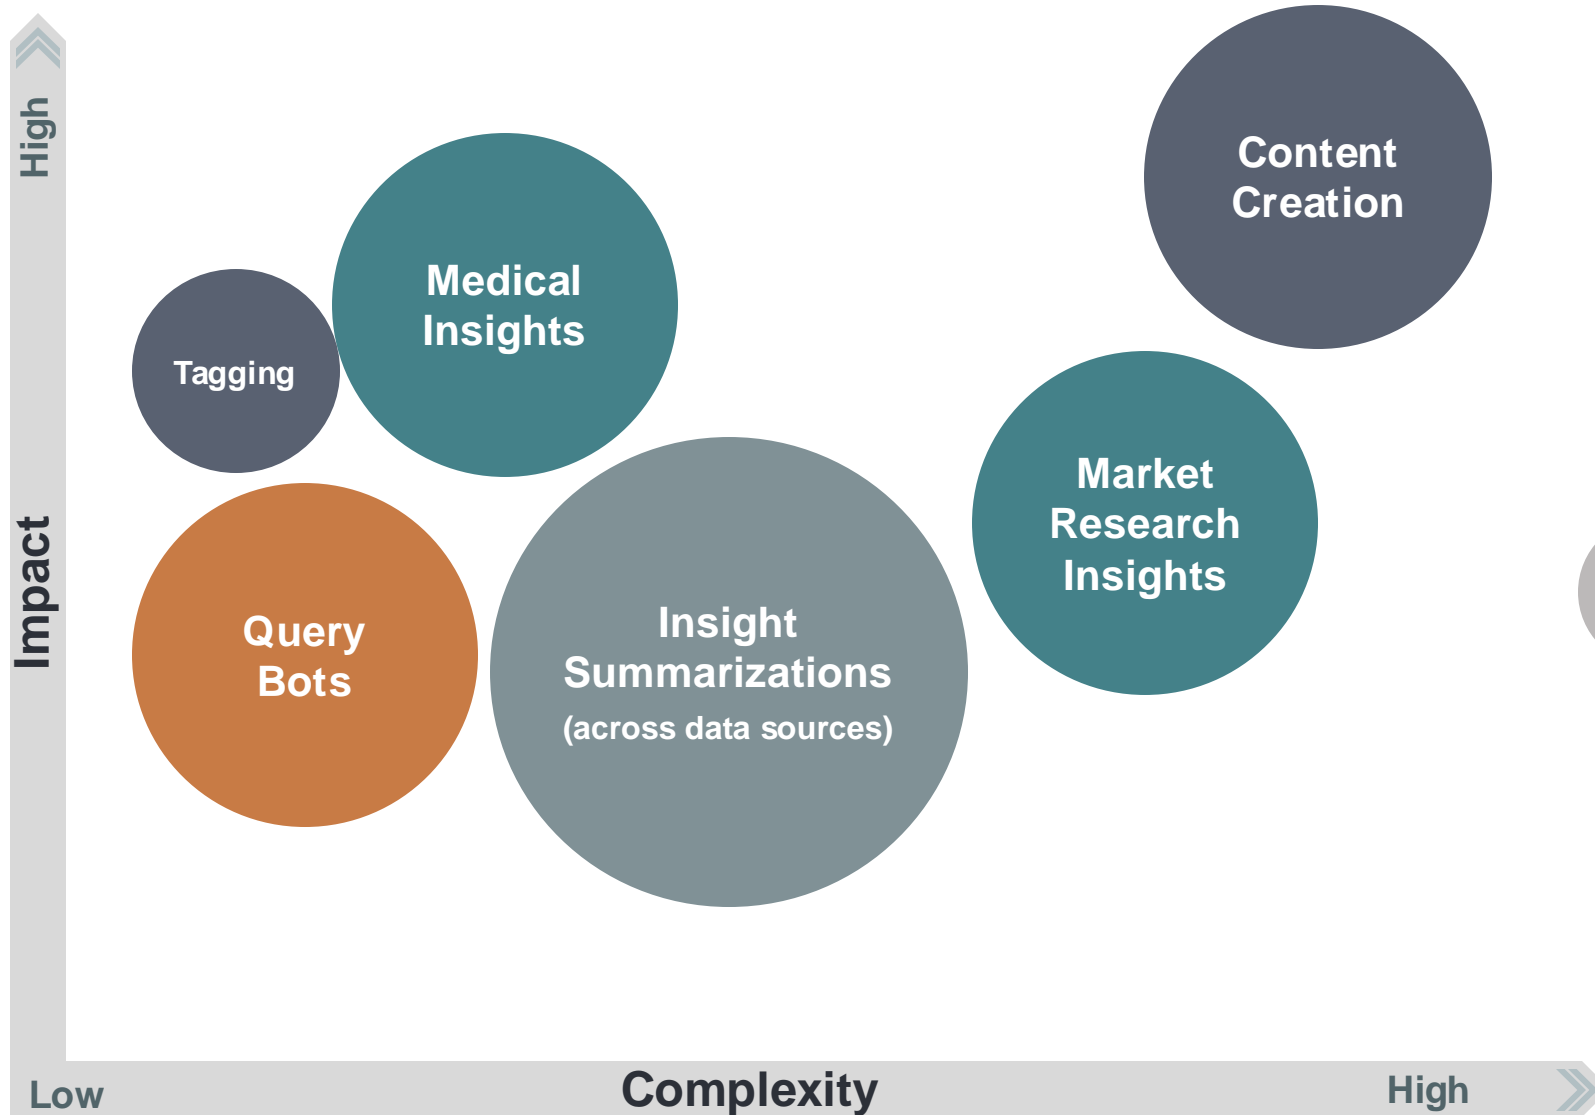 High
Content
Creation
Medical
Insights
Tagging
Market
Research
Insights
Impact
Query
Bots
Insight
Summarizations
(across data sources)
Low
Complexity
High